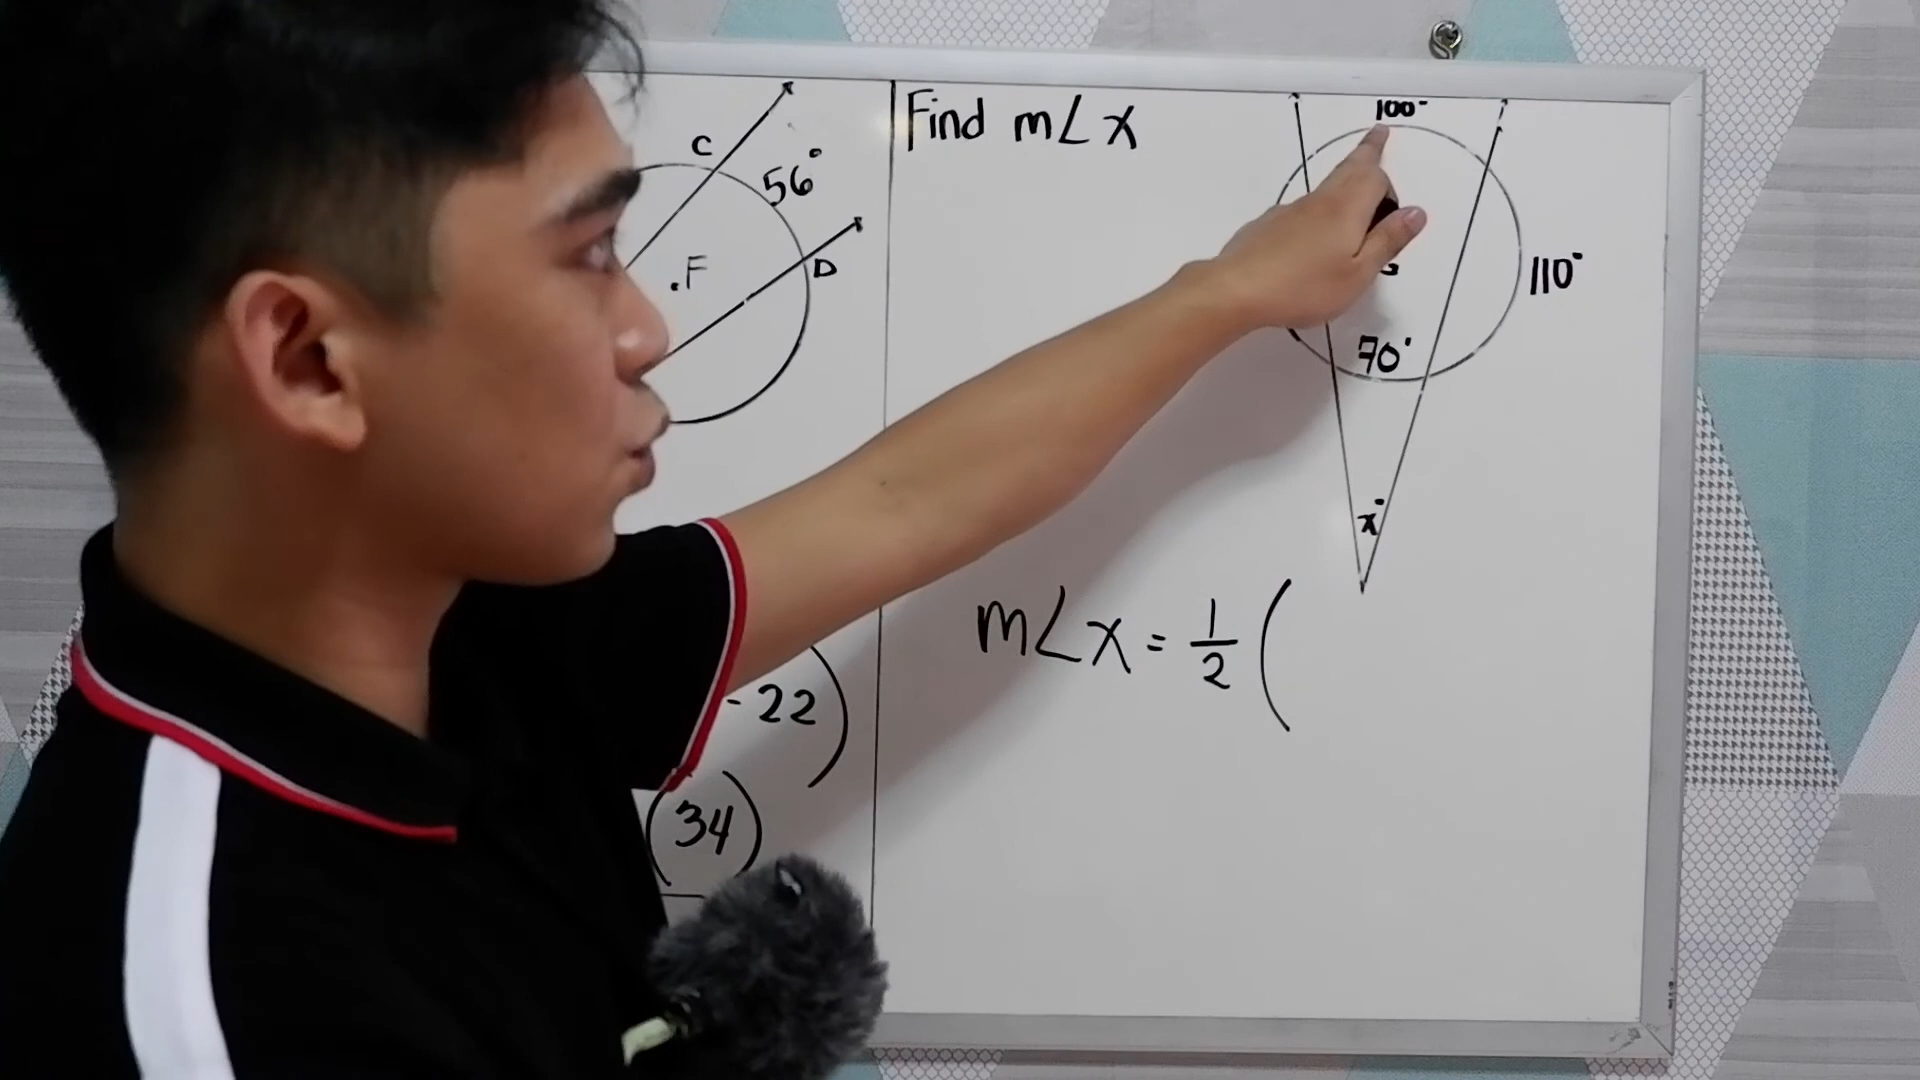 C
56°
.F
D
-22)
(34)
Find m∠x
100°
110°
70°
x°
m∠x = 1/2 (